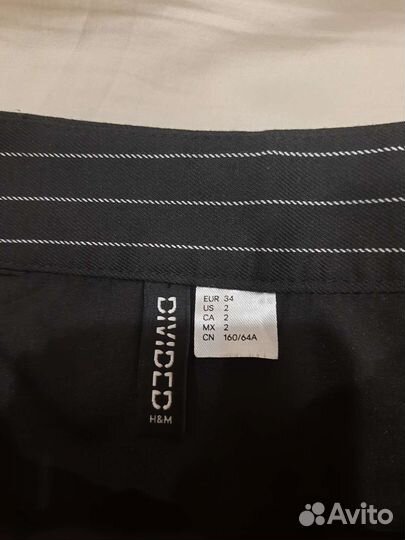 DIVIDED
H&M
EUR 34
US 2
CA 2
MX 2
CN 160/64A
Avito